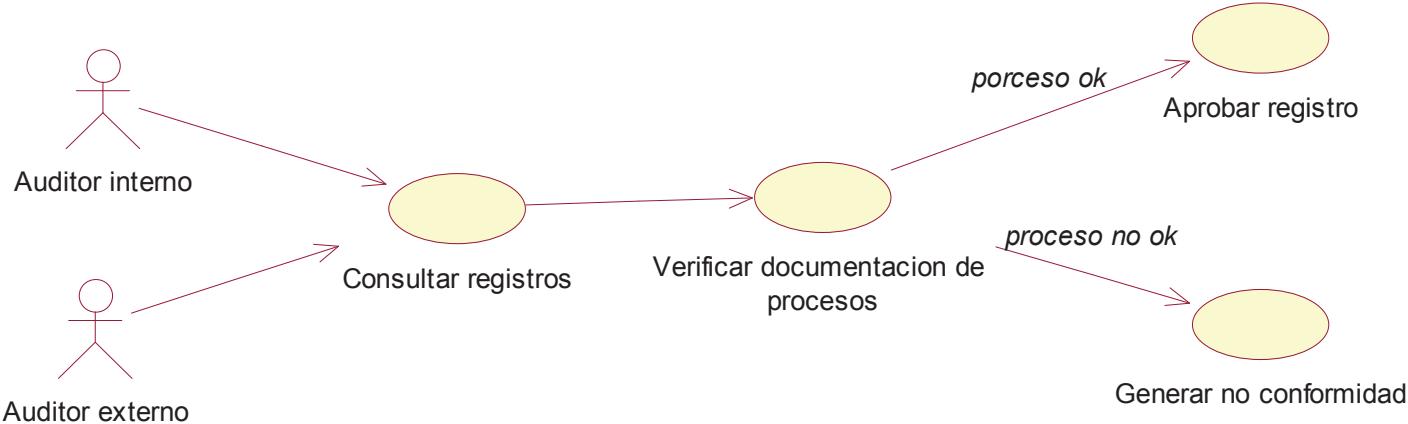 porceso ok
Aprobar registro
Auditor interno
proceso no ok
Verificar documentacion de
procesos
Consultar registros
Generar no conformidad
Auditor externo